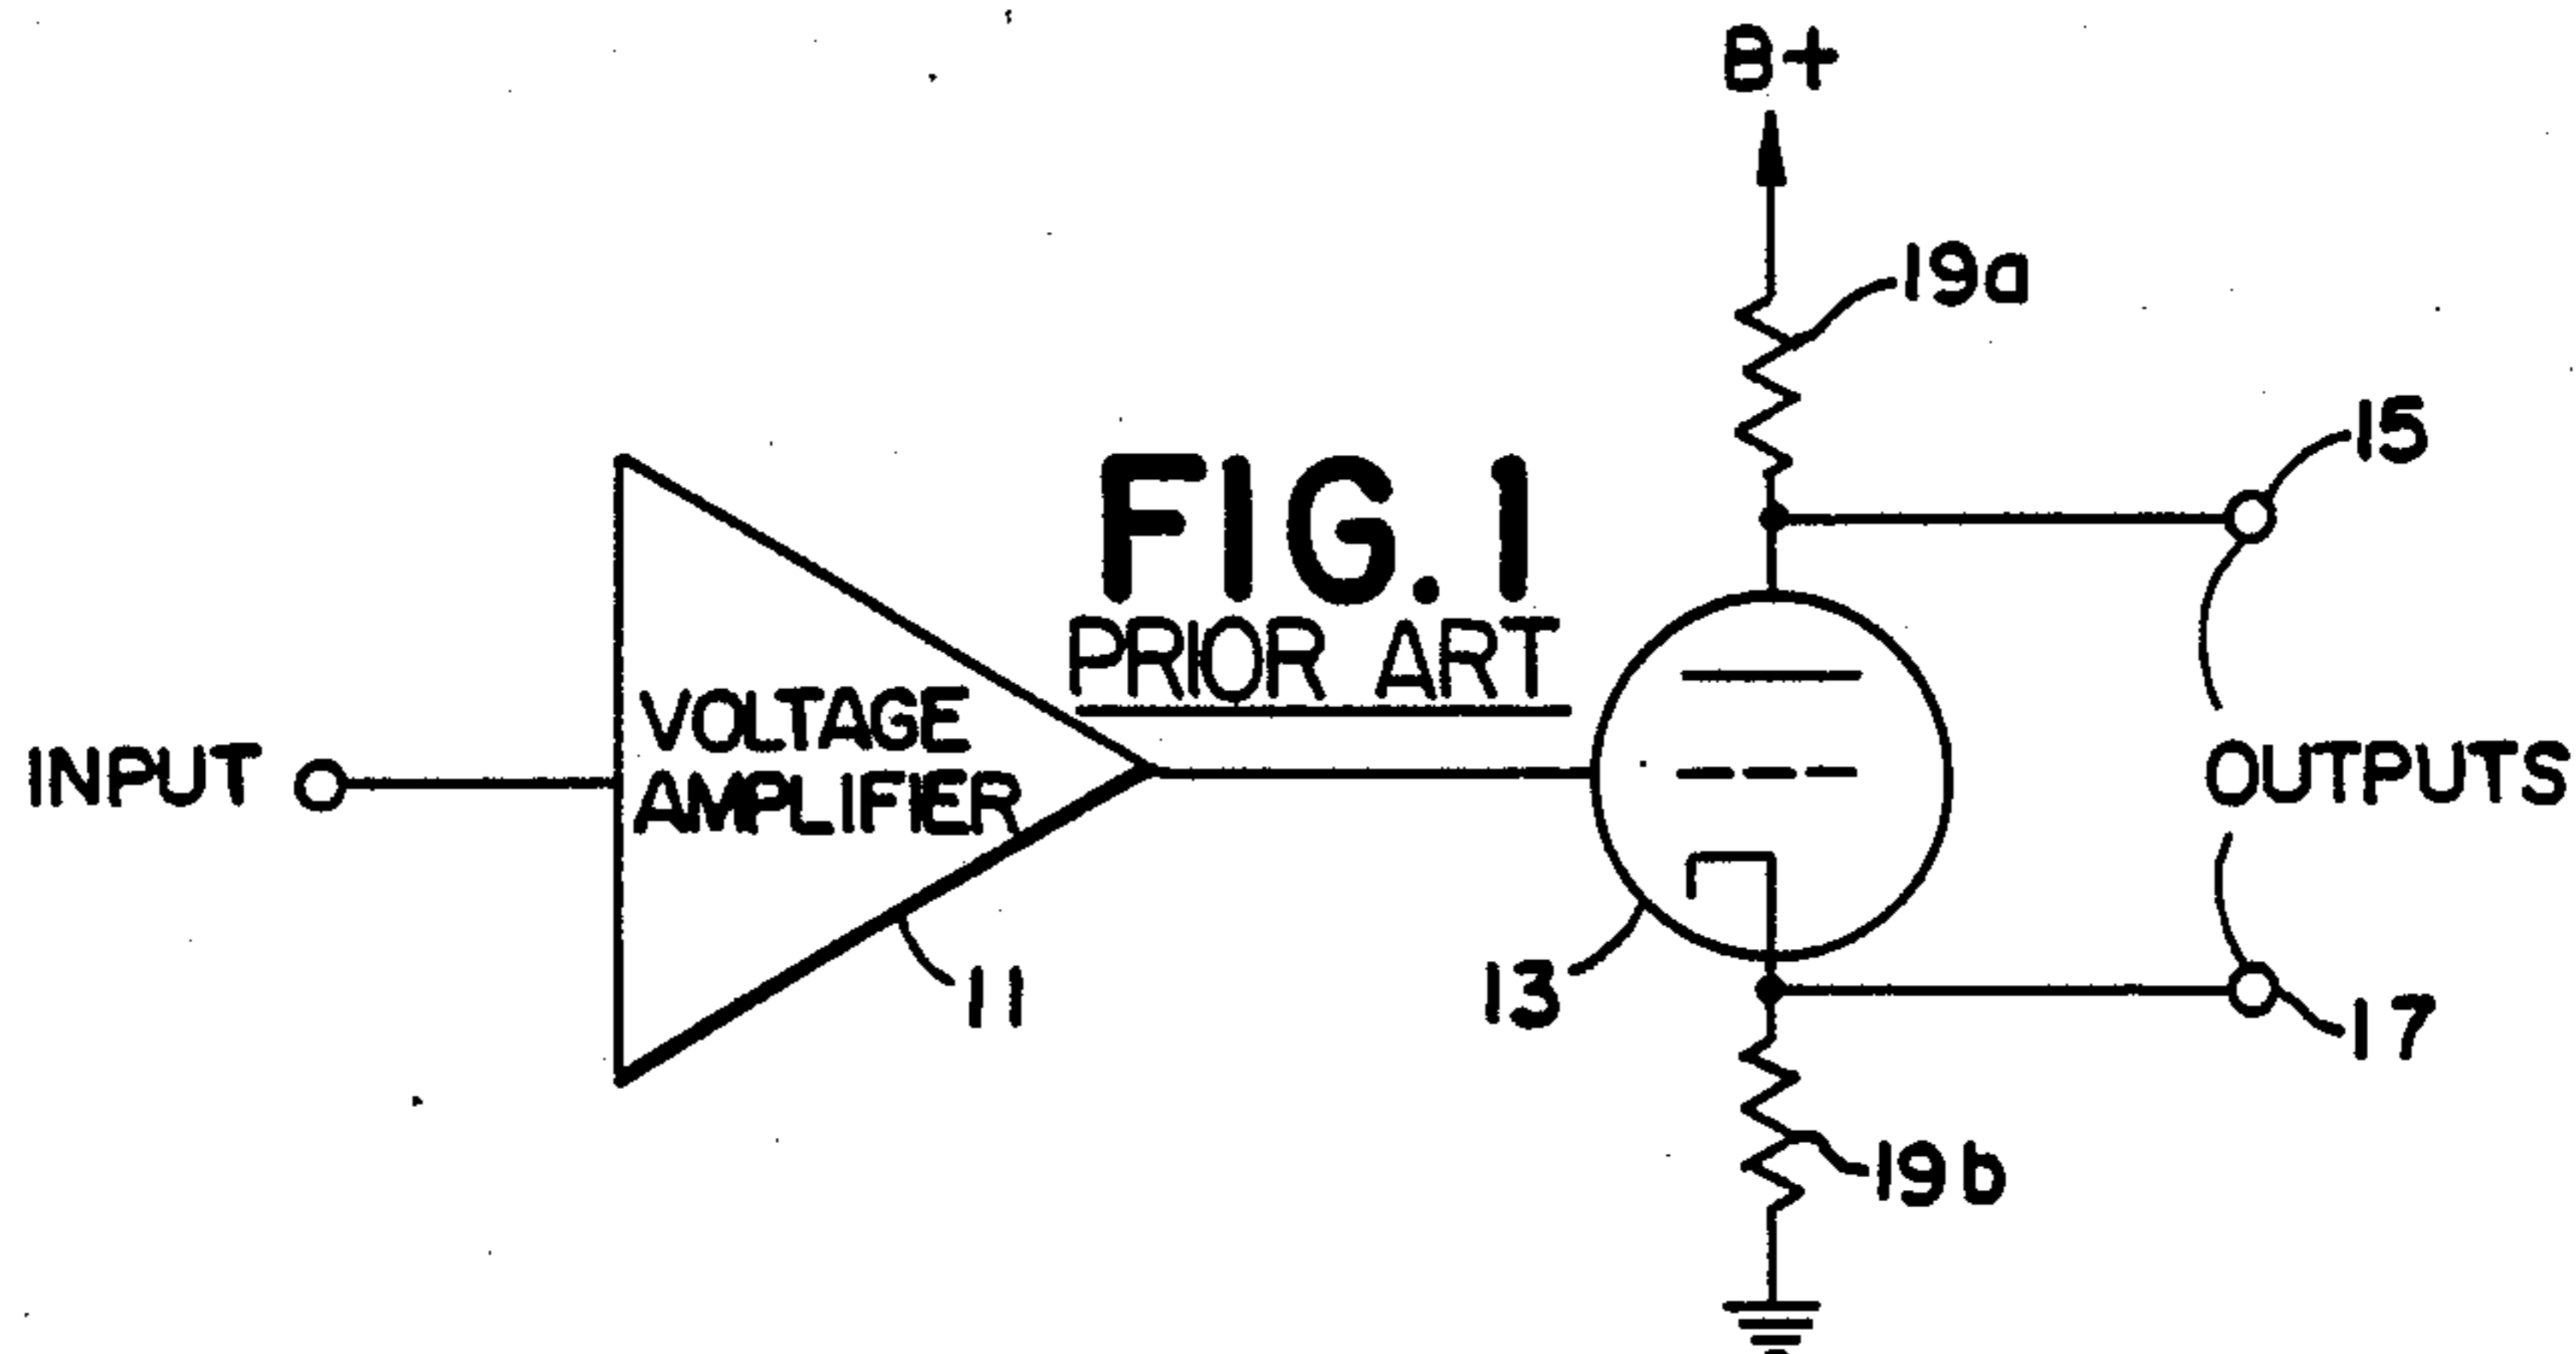 B+
19a
15
FIG. 1
PRIOR ART
VOLTAGE
AMPLIFIER
INPUT
OUTPUTS
11
13
17
19b